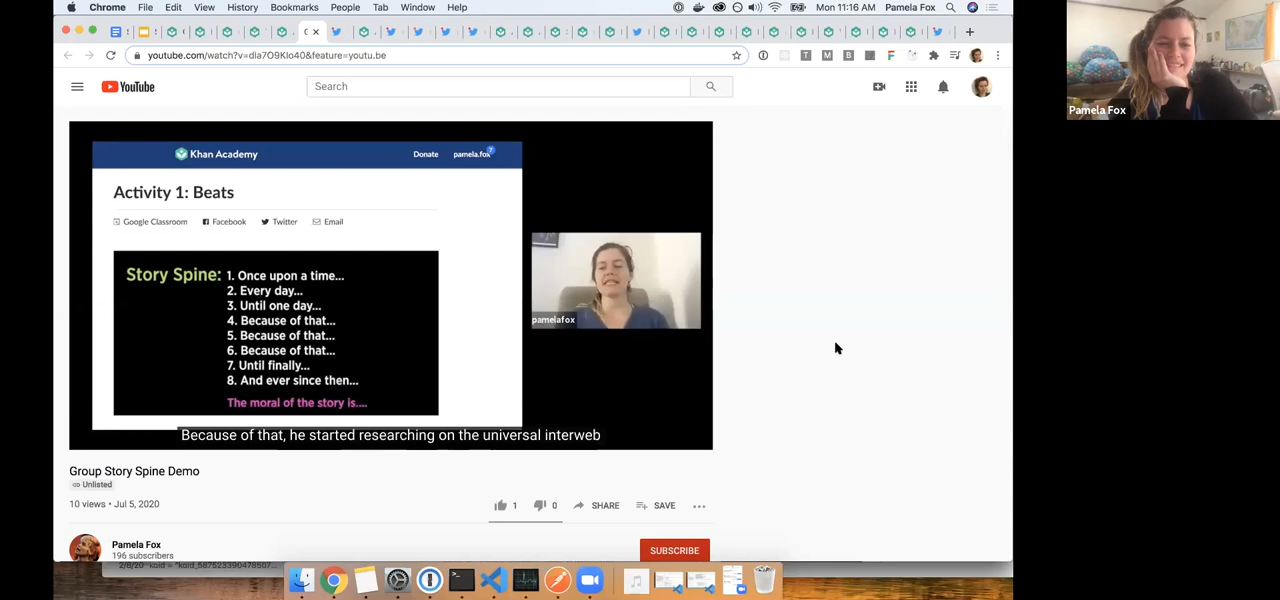 Chrome File Edit View History Bookmarks People Tab Window Help
Mon 11:16 AM Pamela Fox
youtube.com/watch?v=dla7O9KIo40&feature=youtu.be
T M B F
YouTube
Search
Pamela Fox
Khan Academy
Donate
pamela.fox
7
Activity 1: Beats
Google Classroom Facebook Twitter Email
Story Spine: 1. Once upon a time...
2. Every day...
3. Until one day...
4. Because of that...
5. Because of that...
6. Because of that...
7. Until finally...
8. And ever since then...
The moral of the story is....
pamelafox
Because of that, he started researching on the universal interweb
Group Story Spine Demo
Unlisted
10 views • Jul 5, 2020
1 0 SHARE SAVE
Pamela Fox
196 subscribers
SUBSCRIBE